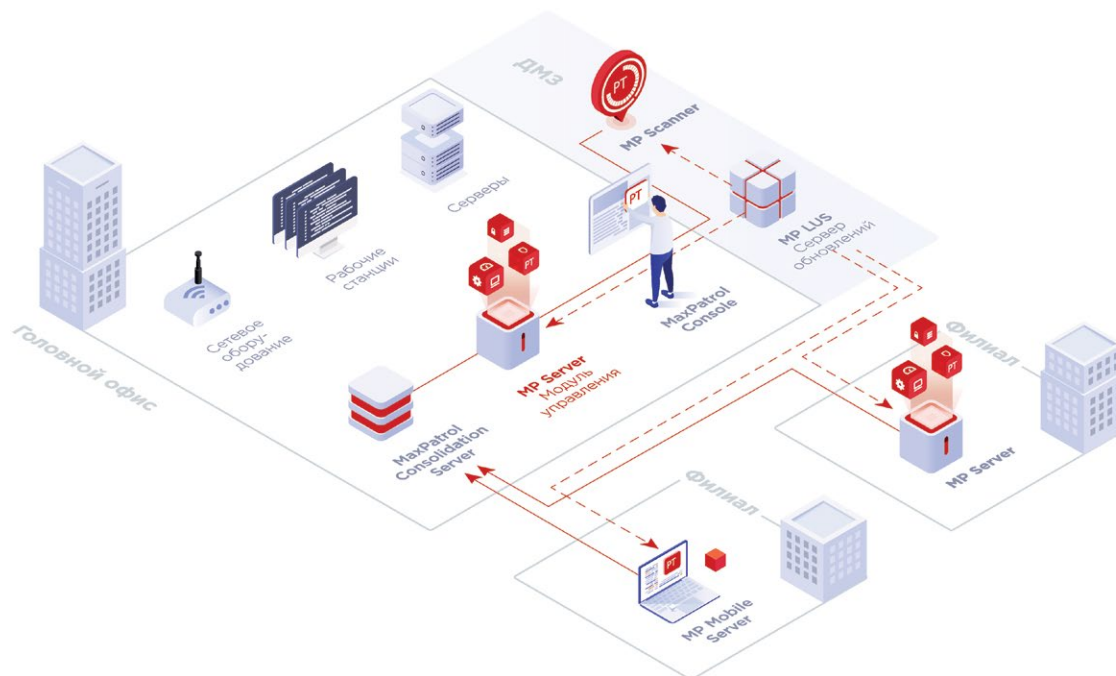 ДМЗ
PT
MP Scanner
Серверы
PT
MP LUS
Сервер
обновлений
Рабочие
станции
MaxPatrol
Console
PT
Сетевое
обору-
дование
Головной офис
MP Server
Модуль
управления
Филиал
PT
MP Server
MaxPatrol
Consolidation
Server
Филиал
PT
MP Mobile
Server